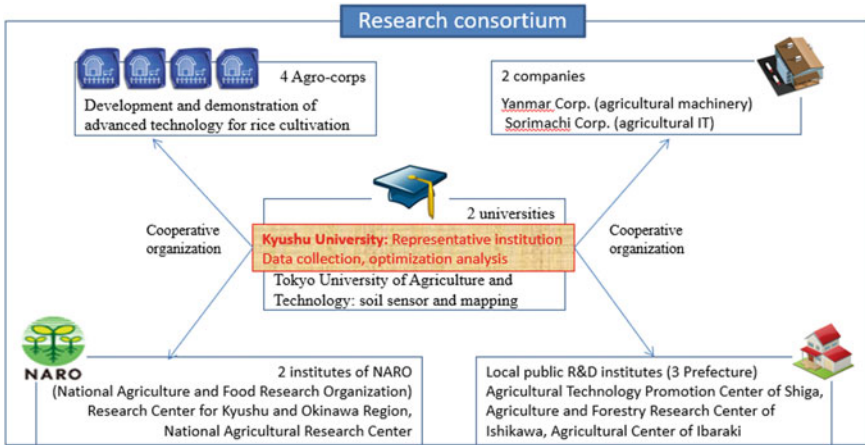 Research consortium
4 Agro-corps
Development and demonstration of
advanced technology for rice cultivation
2 companies
Yanmar Corp. (agricultural machinery)
Sorimachi Corp. (agricultural IT)
Cooperative
organization
2 universities
Kyushu University: Representative institution
Data collection, optimization analysis
Tokyo University of Agriculture and
Technology: soil sensor and mapping
Cooperative
organization
NARO
2 institutes of NARO
(National Agriculture and Food Research Organization)
Research Center for Kyushu and Okinawa Region,
National Agricultural Research Center
Local public R&D institutes (3 Prefecture)
Agricultural Technology Promotion Center of Shiga,
Agriculture and Forestry Research Center of
Ishikawa, Agricultural Center of Ibaraki